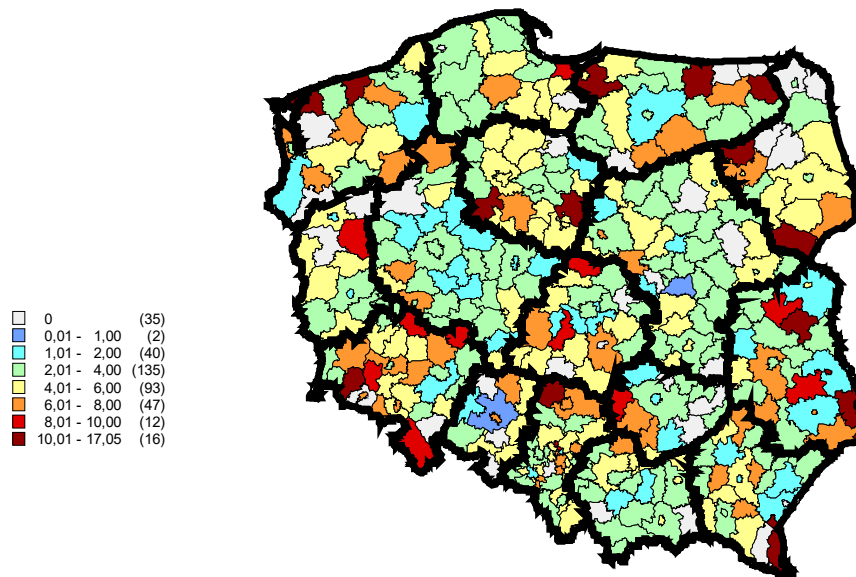 0 (35)
0,01 - 1,00 (2)
1,01 - 2,00 (40)
2,01 - 4,00 (135)
4,01 - 6,00 (93)
6,01 - 8,00 (47)
8,01 - 10,00 (12)
10,01 - 17,05 (16)